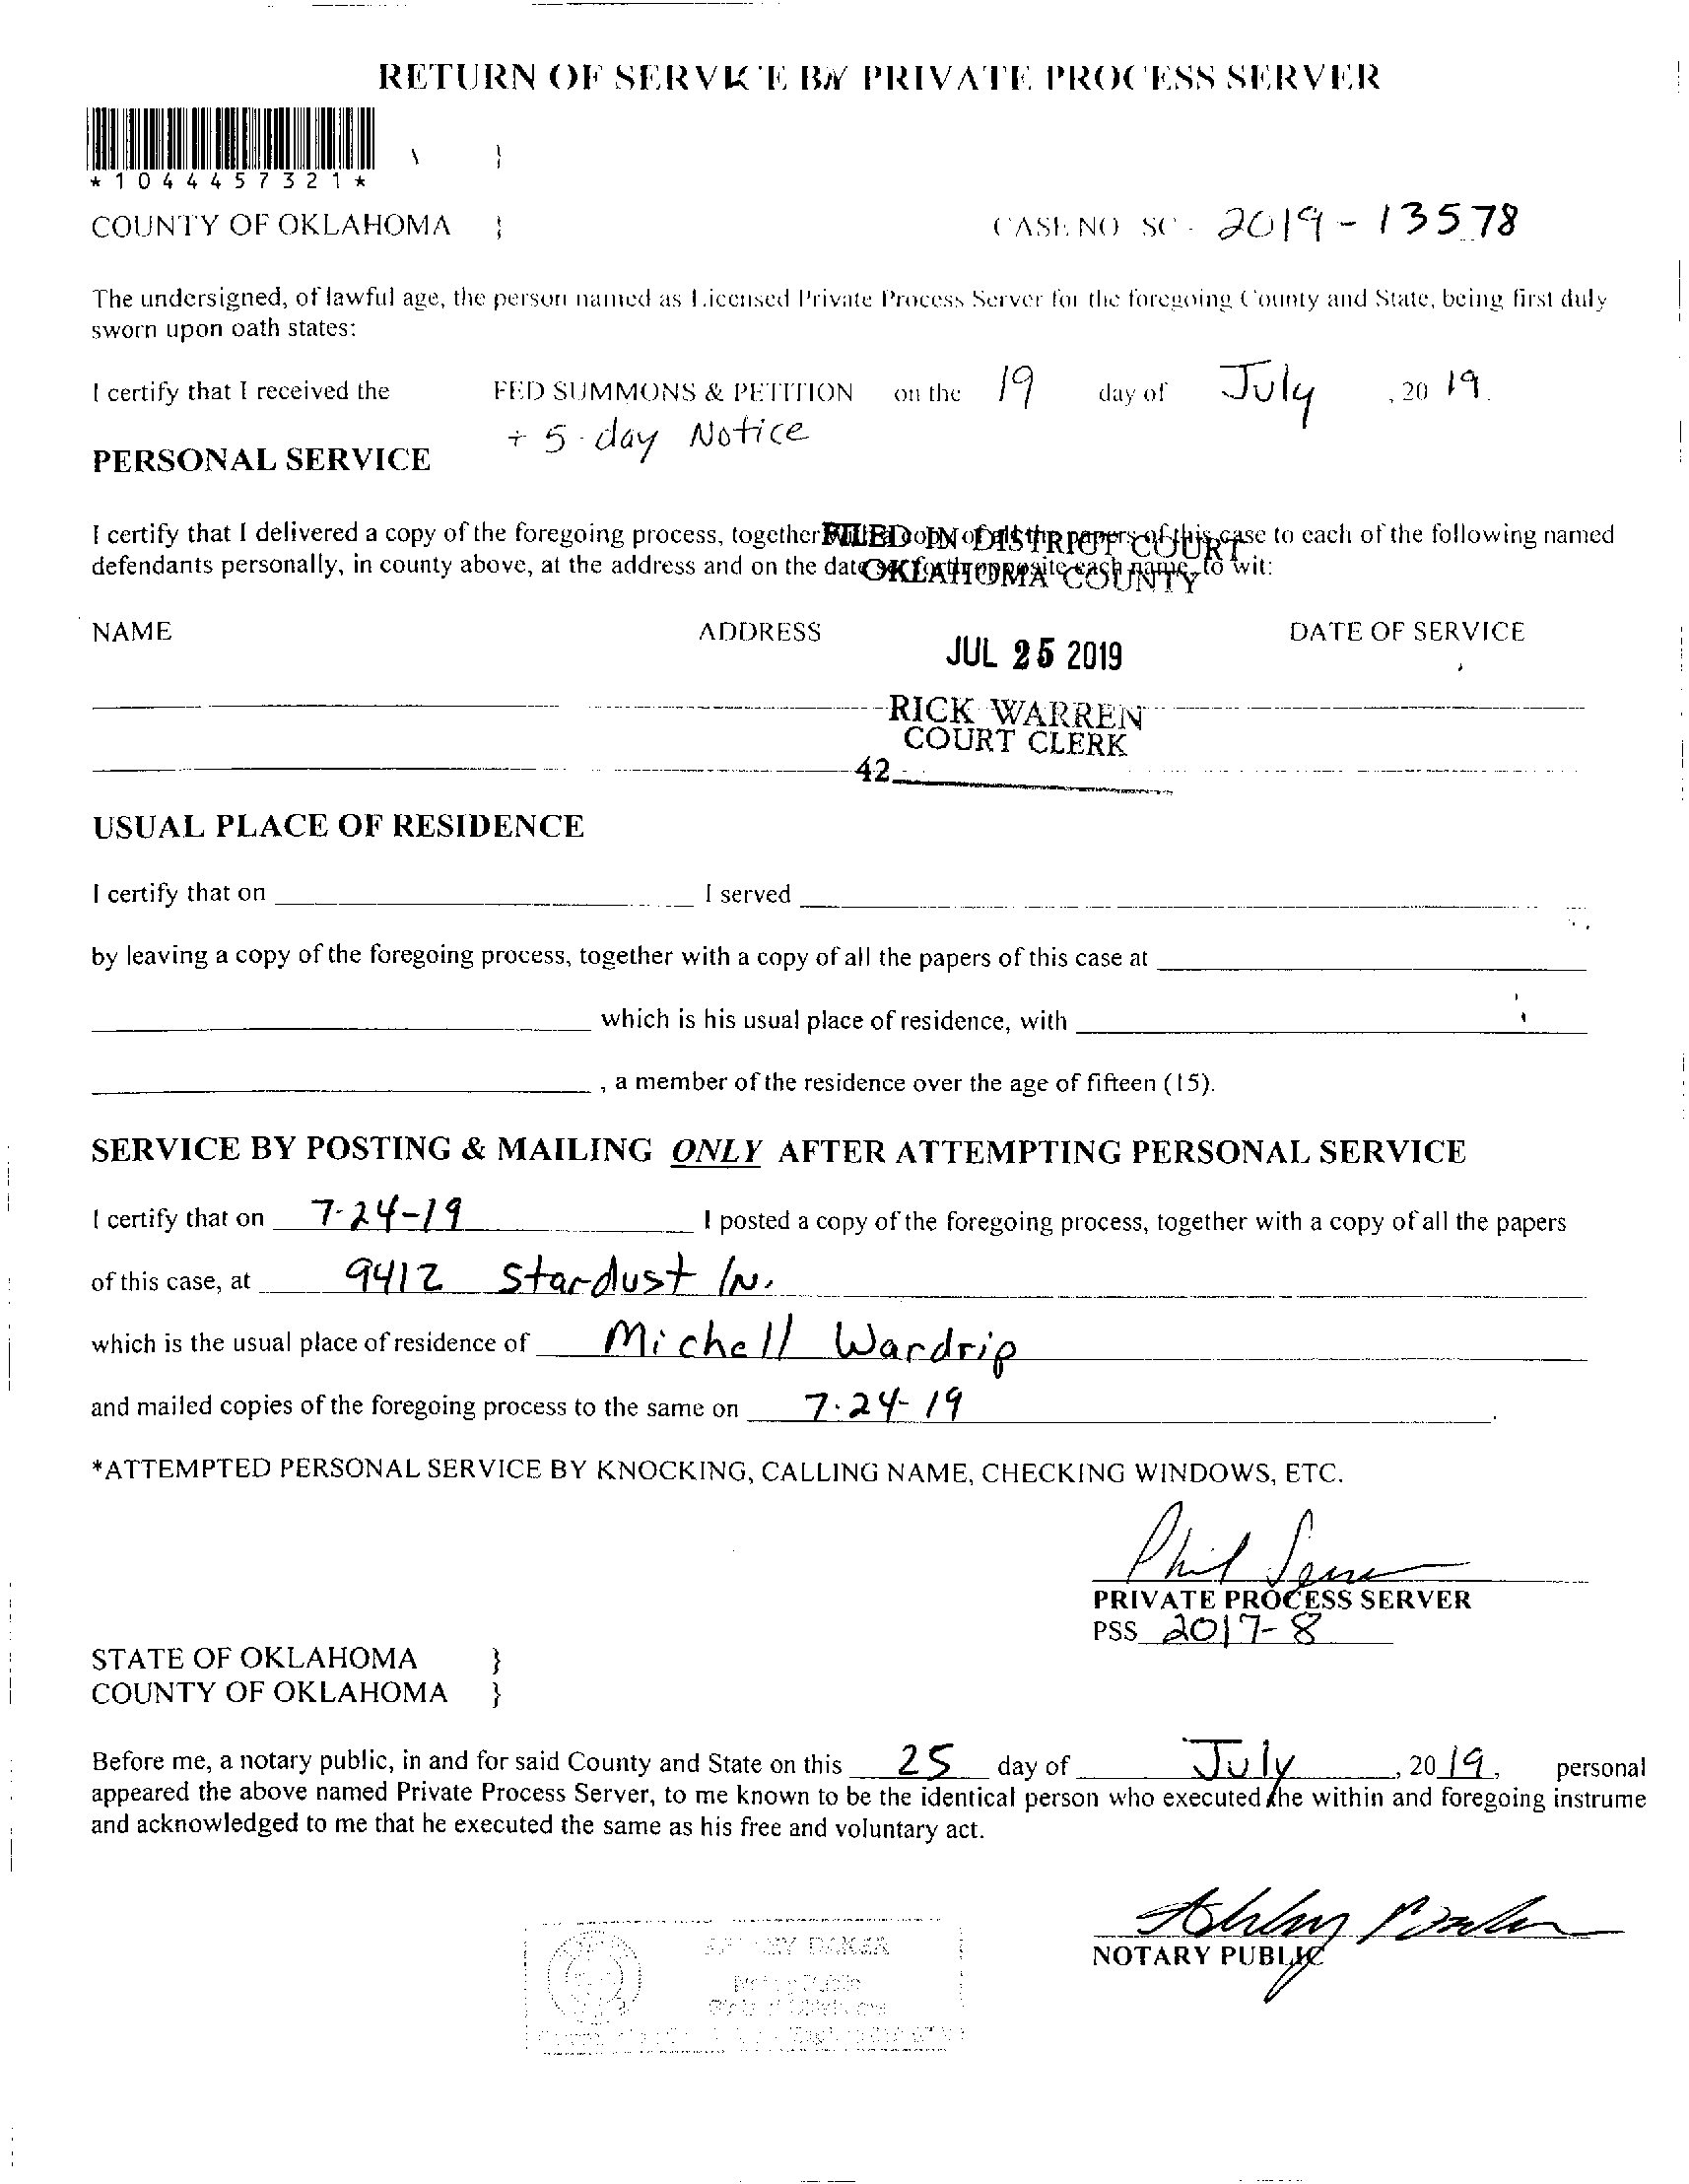 RETURN OF SERVICE BY PRIVATE PROCESS SERVER
*1044457321*
COUNTY OF OKLAHOMA }
CASE NO SC - 2019 - 13578
The undersigned, of lawful age, the person named as Licensed Private Process Server for the foregoing County and State, being first duly
sworn upon oath states:
I certify that I received the FED SUMMONS & PETITION on the 19 day of July , 20 19.
+ 5-day Notice
PERSONAL SERVICE
I certify that I delivered a copy of the foregoing process, together with a copy of all the papers of this case to each of the following named
defendants personally, in county above, at the address and on the date set forth opposite each name, to wit:
FILED IN DISTRICT COURT
OKLAHOMA COUNTY
NAME ADDRESS DATE OF SERVICE
JUL 25 2019
RICK WARREN
COURT CLERK
42
USUAL PLACE OF RESIDENCE
I certify that on I served
by leaving a copy of the foregoing process, together with a copy of all the papers of this case at
which is his usual place of residence, with
, a member of the residence over the age of fifteen (15).
SERVICE BY POSTING & MAILING ONLY AFTER ATTEMPTING PERSONAL SERVICE
I certify that on 7-24-19 I posted a copy of the foregoing process, together with a copy of all the papers
of this case, at 9412 Stardust ln.
which is the usual place of residence of Michell Wardrip
and mailed copies of the foregoing process to the same on 7-24-19.
*ATTEMPTED PERSONAL SERVICE BY KNOCKING, CALLING NAME, CHECKING WINDOWS, ETC.
Phil
PRIVATE PROCESS SERVER
PSS 2017-8
STATE OF OKLAHOMA }
COUNTY OF OKLAHOMA }
Before me, a notary public, in and for said County and State on this 25 day of July, 20 19, personal
appeared the above named Private Process Server, to me known to be the identical person who executed the within and foregoing instrume
and acknowledged to me that he executed the same as his free and voluntary act.
NOTARY PUBLIC
Notary Public